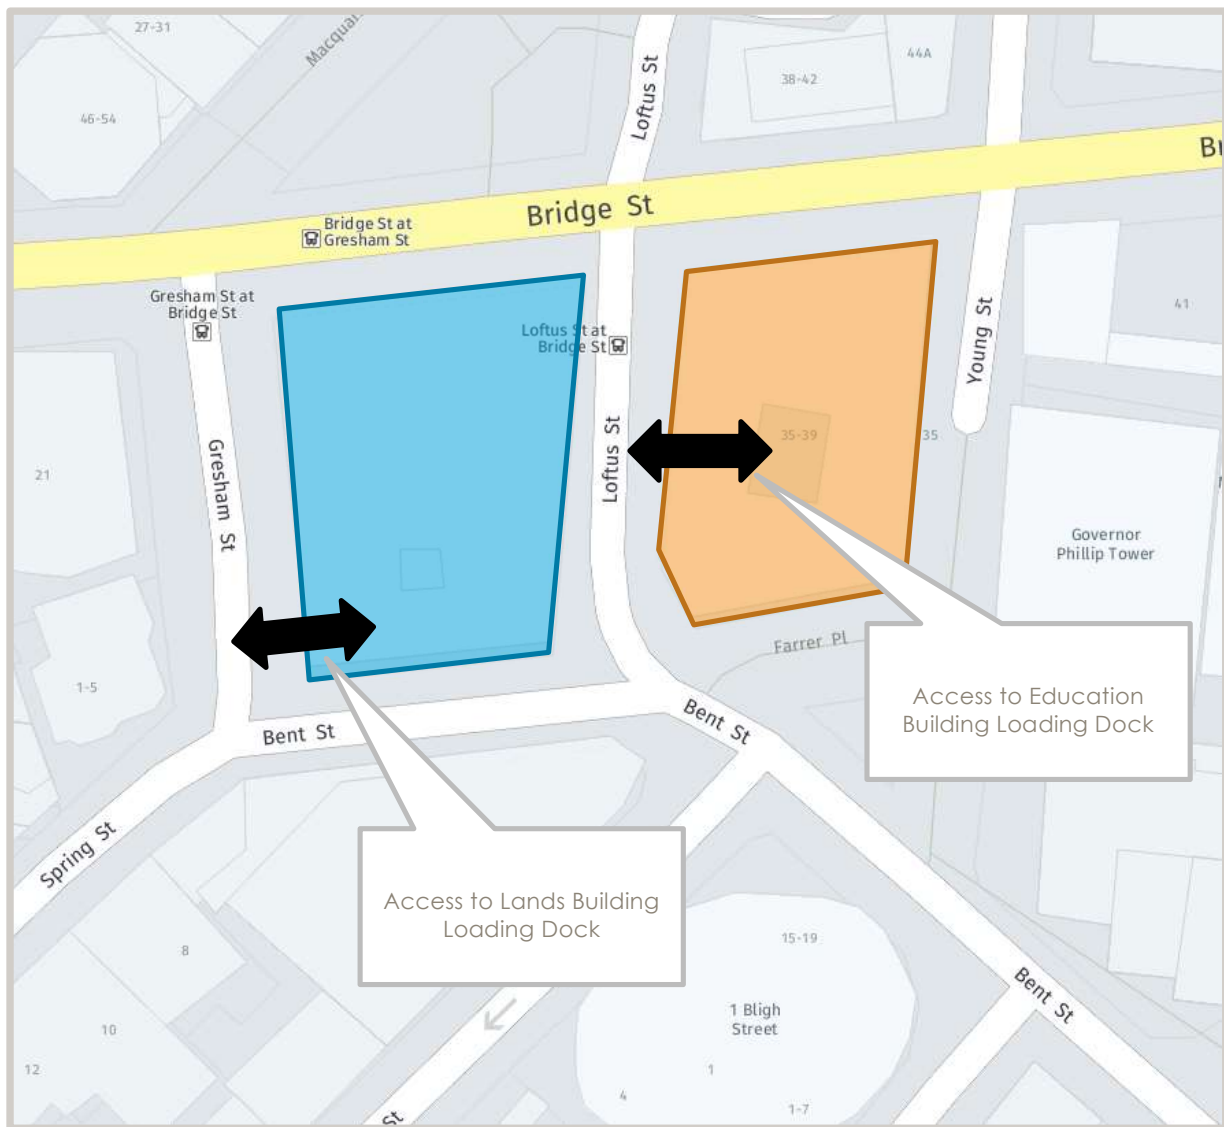 27-31
Macquar
46-54
Loftus St
38-42
44A
Br
Bridge St
Bridge St at
Gresham St
Gresham St at
Bridge St
Loftus St at
Bridge St
41
Young St
Loftus St
35-39
35
Gresham St
21
Governor
Phillip Tower
Farrer Pl
1-5
Access to Education
Building Loading Dock
Bent St
Bent St
Spring St
Access to Lands Building
Loading Dock
8
15-19
Bent St
1 Bligh
Street
10
12
1
4
1-7
St